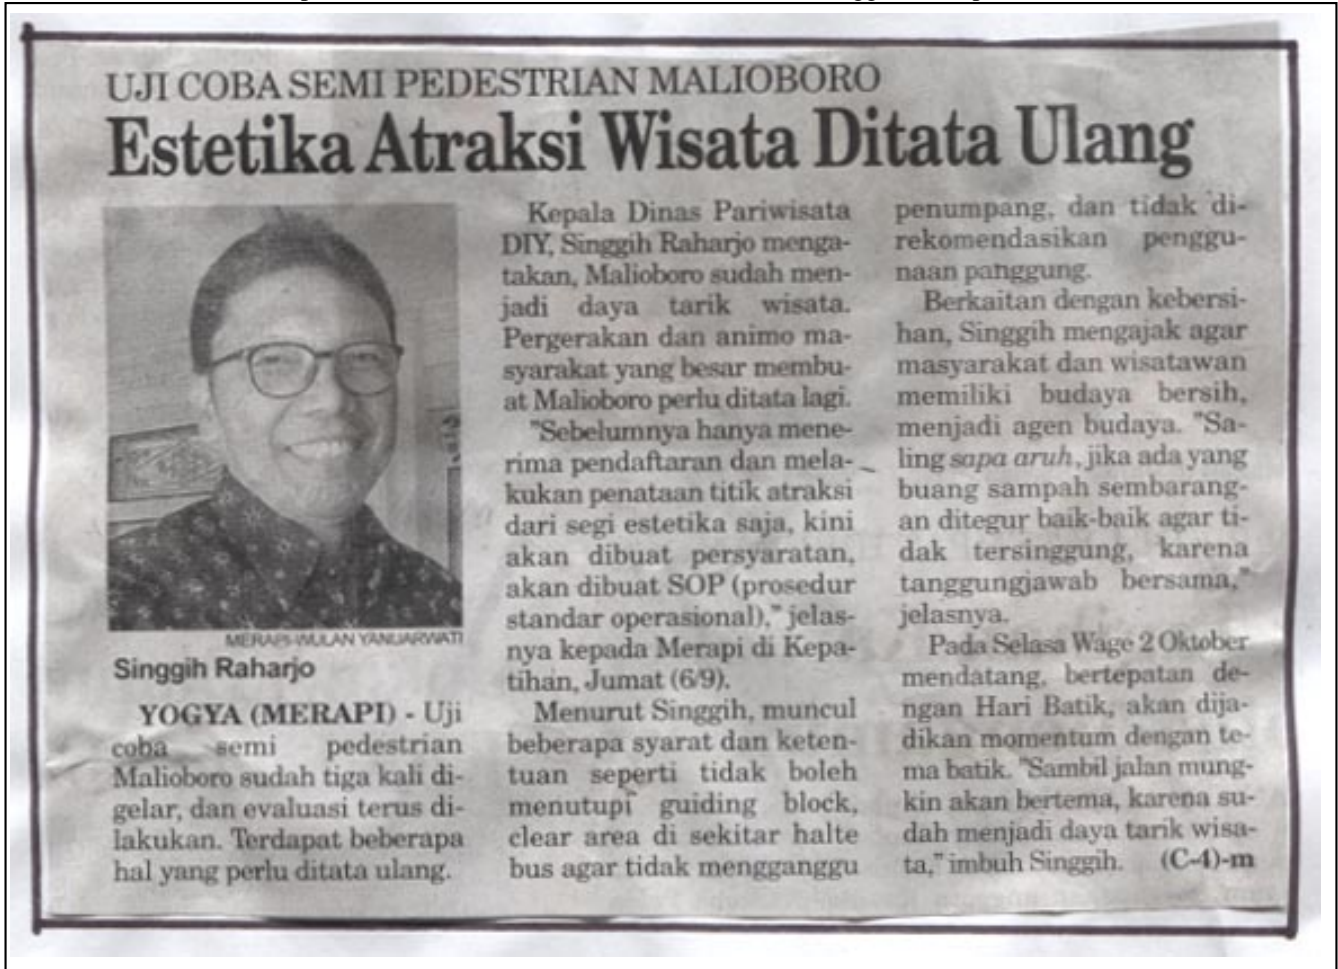 UJI COBA SEMI PEDESTRIAN MALIOBORO
Estetika Atraksi Wisata Ditata Ulang
MERAPI-WULAN YANUARWATI
Singgih Raharjo
YOGYA (MERAPI) - Uji
coba semi pedestrian
Malioboro sudah tiga kali di-
gelar, dan evaluasi terus di-
lakukan. Terdapat beberapa
hal yang perlu ditata ulang.
Kepala Dinas Pariwisata
DIY, Singgih Raharjo menga-
takan, Malioboro sudah men-
jadi daya tarik wisata.
Pergerakan dan animo ma-
syarakat yang besar membu-
at Malioboro perlu ditata lagi.
"Sebelumnya hanya mene-
rima pendaftaran dan mela-
kukan penataan titik atraksi
dari segi estetika saja, kini
akan dibuat persyaratan,
akan dibuat SOP (prosedur
standar operasional)," jelas-
nya kepada Merapi di Kepa-
tihan, Jumat (6/9).
Menurut Singgih, muncul
beberapa syarat dan keten-
tuan seperti tidak boleh
menutupi guiding block,
clear area di sekitar halte
bus agar tidak mengganggu
penumpang, dan tidak di-
rekomendasikan penggu-
naan panggung.
Berkaitan dengan kebersi-
han, Singgih mengajak agar
masyarakat dan wisatawan
memiliki budaya bersih,
menjadi agen budaya. "Sa-
ling sapa aruh, jika ada yang
buang sampah sembarang-
an ditegur baik-baik agar ti-
dak tersinggung, karena
tanggungjawab bersama,"
jelasnya.
Pada Selasa Wage 2 Oktober
mendatang, bertepatan de-
ngan Hari Batik, akan dija-
dikan momentum dengan te-
ma batik. "Sambil jalan mung-
kin akan bertema, karena su-
dah menjadi daya tarik wisa-
ta," imbuh Singgih. (C-4)-m